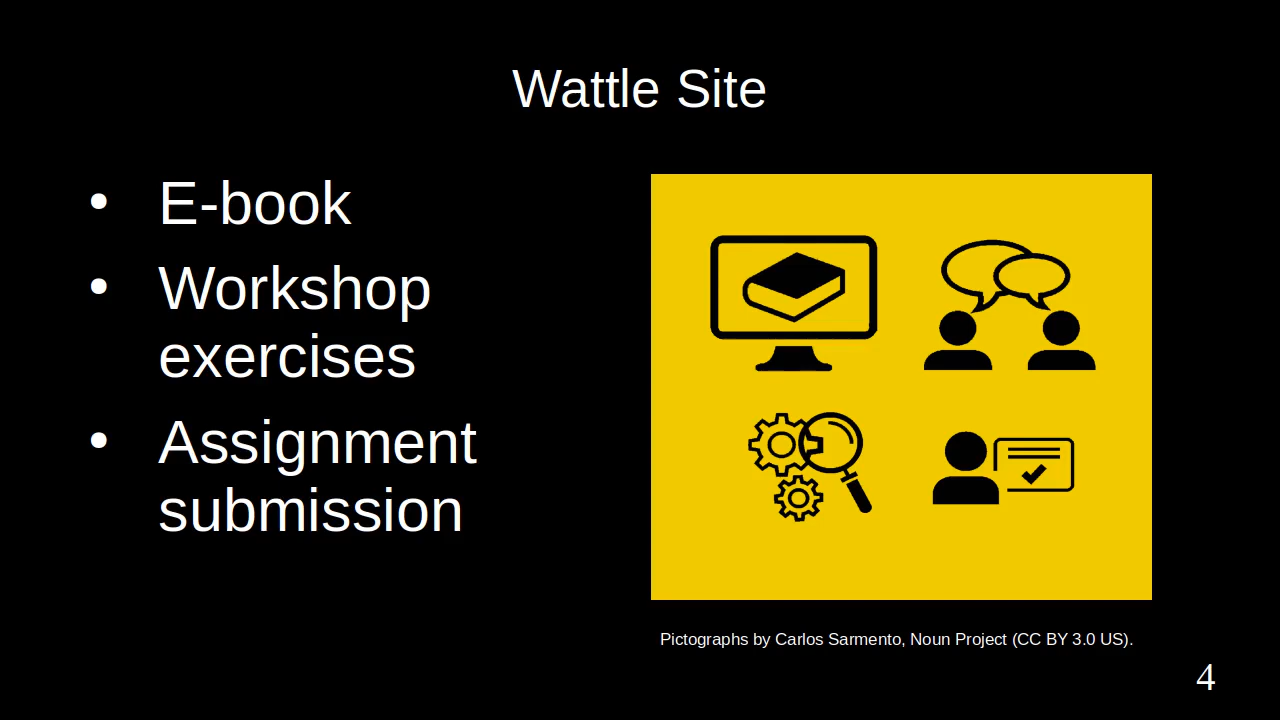 Wattle Site
• E-book
• Workshop
exercises
• Assignment
submission
Pictographs by Carlos Sarmento, Noun Project (CC BY 3.0 US).
4